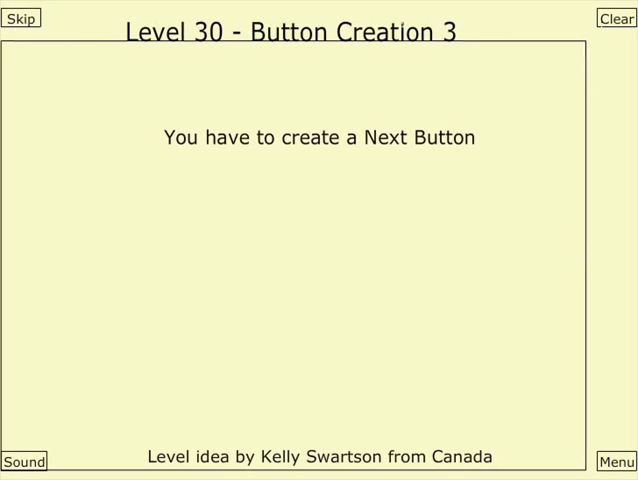 Skip
Level 30 - Button Creation 3
Clear
You have to create a Next Button
Sound
Level idea by Kelly Swartson from Canada
Menu